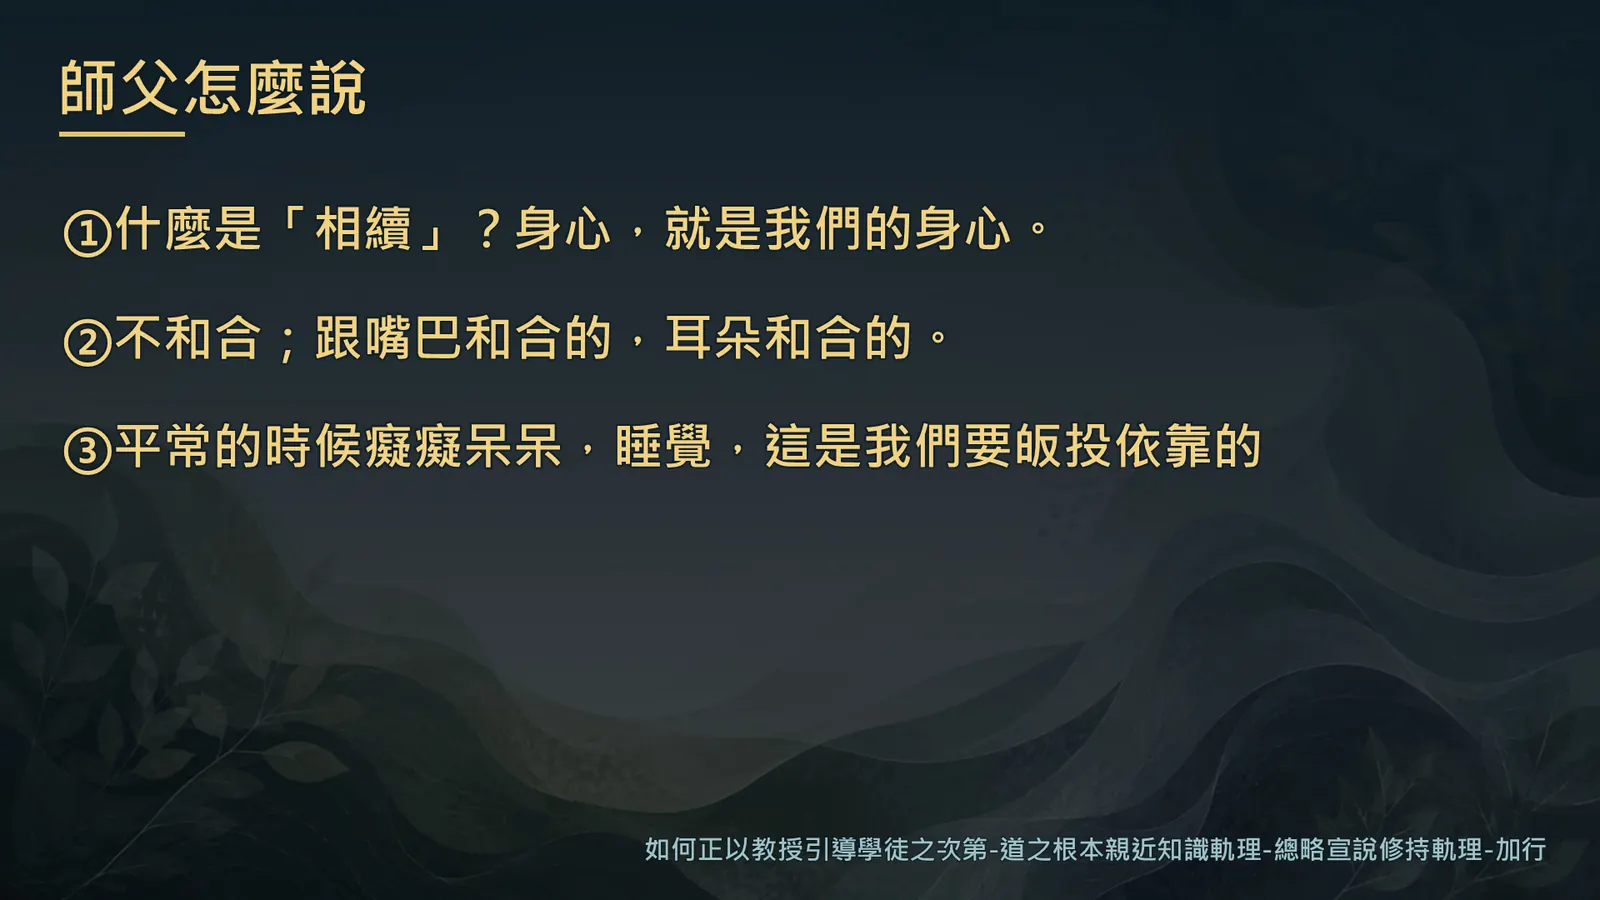 師父怎麼說
①什麼是「相續」？身心，就是我們的身心。
②不和合；跟嘴巴和合的，耳朵和合的。
③平常的時候癡癡呆呆，睡覺，這是我們要皈投依靠的
如何正以教授引導學徒之次第-道之根本親近知識軌理-總略宣說修持軌理-加行